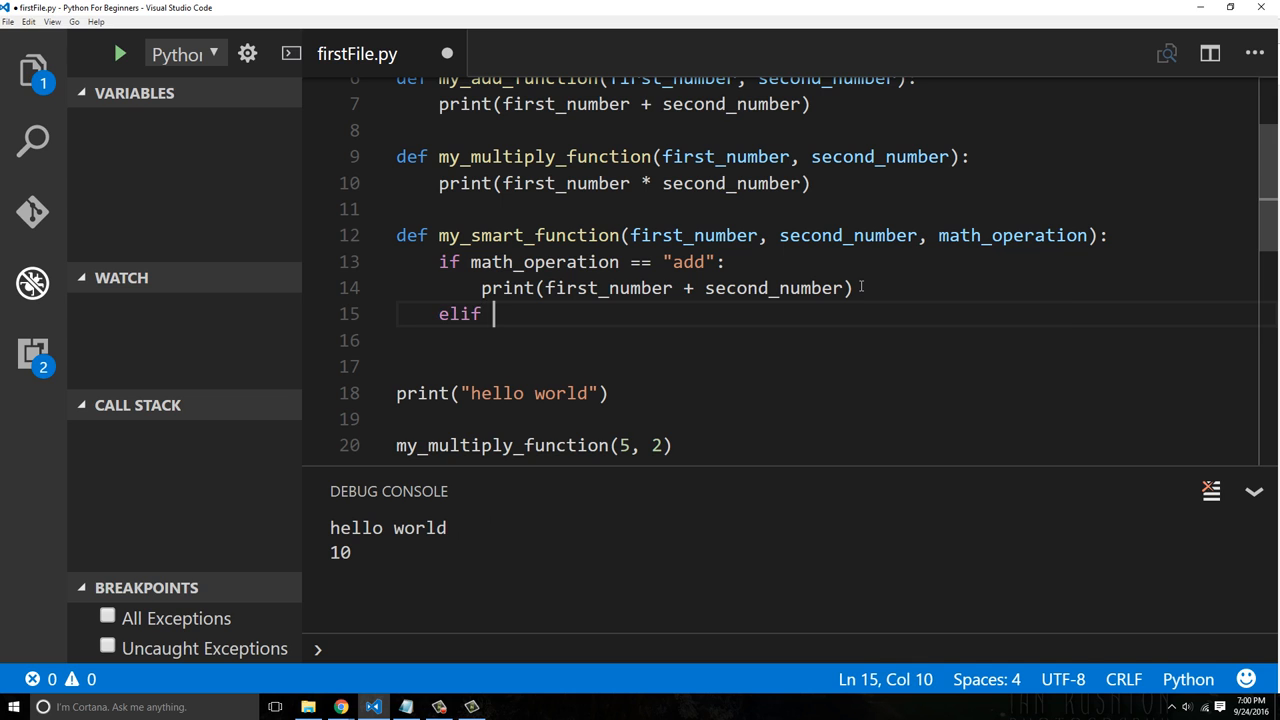 firstFile.py - Python For Beginners - Visual Studio Code
File Edit View Go Help
Python
firstFile.py
1
VARIABLES
WATCH
2
CALL STACK
BREAKPOINTS
All Exceptions
Uncaught Exceptions
6 def my_add_function(first_number, second_number):
7 print(first_number + second_number)
8
9 def my_multiply_function(first_number, second_number):
10 print(first_number * second_number)
11
12 def my_smart_function(first_number, second_number, math_operation):
13 if math_operation == "add":
14 print(first_number + second_number)
15 elif
16
17
18 print("hello world")
19
20 my_multiply_function(5, 2)
DEBUG CONSOLE
hello world
10
0 0
Ln 15, Col 10 Spaces: 4 UTF-8 CRLF Python
I'm Cortana. Ask me anything.
7:00 PM
9/24/2016